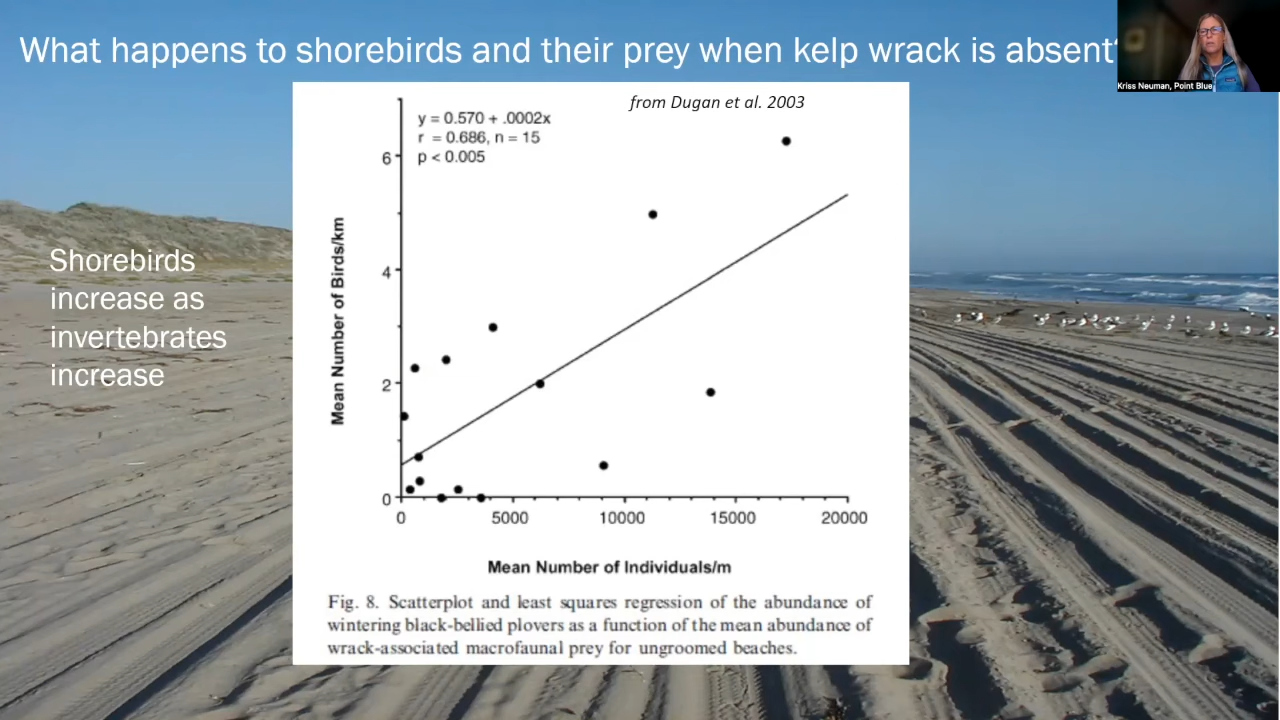 What happens to shorebirds and their prey when kelp wrack is absent?
Kriss Neuman, Point Blue
from Dugan et al. 2003
y = 0.570 + .0002x
r = 0.686, n = 15
p < 0.005
Shorebirds
increase as
invertebrates
increase
Mean Number of Birds/km
6
4
2
0
0 5000 10000 15000 20000
Mean Number of Individuals/m
Fig. 8. Scatterplot and least squares regression of the abundance of
wintering black-bellied plovers as a function of the mean abundance of
wrack-associated macrofaunal prey for ungroomed beaches.